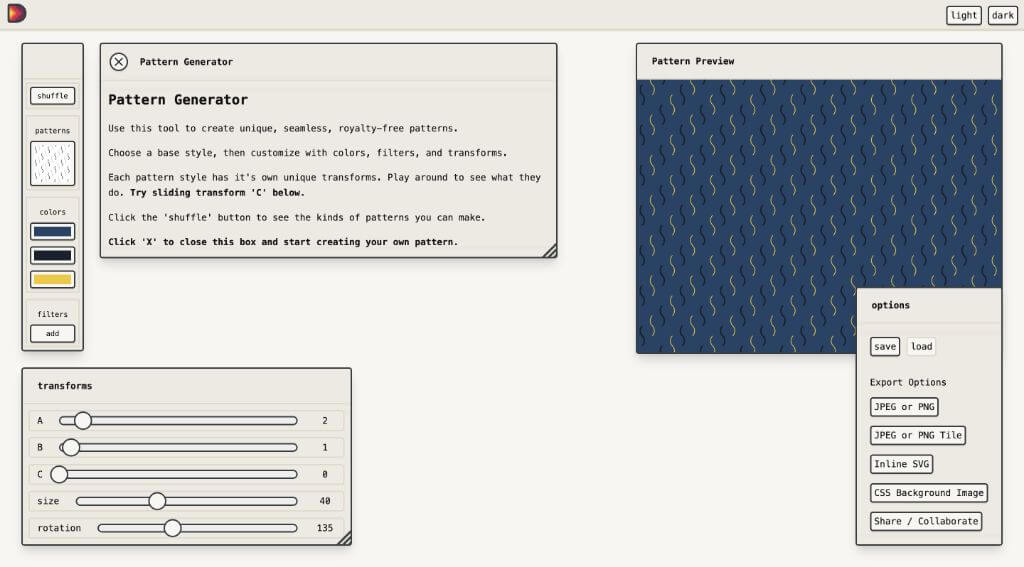 light dark
shuffle
patterns
colors
filters
add
Pattern Generator
Pattern Generator
Use this tool to create unique, seamless, royalty-free patterns.
Choose a base style, then customize with colors, filters, and transforms.
Each pattern style has it's own unique transforms. Play around to see what they
do. Try sliding transform 'C' below.
Click the 'shuffle' button to see the kinds of patterns you can make.
Click 'X' to close this box and start creating your own pattern.
Pattern Preview
transforms
A 2
B 1
C 0
size 40
rotation 135
options
save load
Export Options
JPEG or PNG
JPEG or PNG Tile
Inline SVG
CSS Background Image
Share / Collaborate